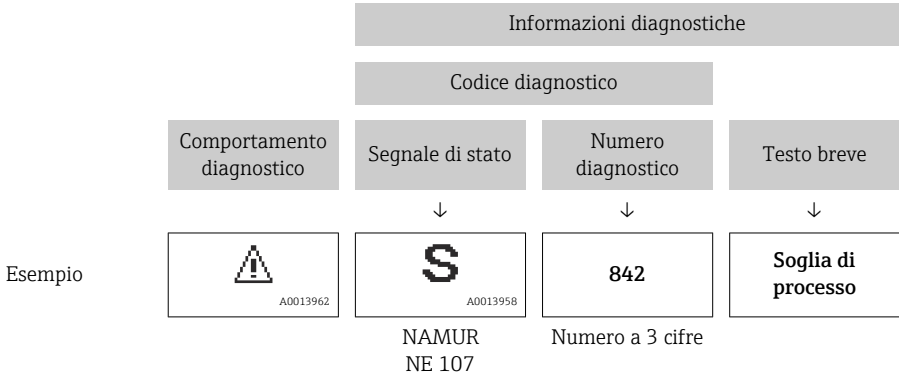 Informazioni diagnostiche
Codice diagnostico
Comportamento
diagnostico
Segnale di stato
Numero
diagnostico
Testo breve
↓ ↓ ↓
Esempio
A0013962
S
A0013958
842
Soglia di
processo
NAMUR
NE 107
Numero a 3 cifre